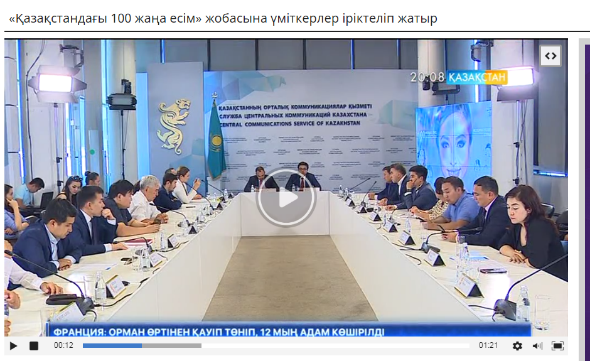 «Қазақстандағы 100 жаңа есім» жобасына үміткерлер іріктеліп жатыр
20:08 ҚАЗАҚСТАН
ҚАЗАҚСТАННЫҢ ОРТАЛЫҚ КОММУНИКАЦИЯЛАР ҚЫЗМЕТІ
СЛУЖБА ЦЕНТРАЛЬНЫХ КОММУНИКАЦИЙ КАЗАХСТАНА
CENTRAL COMMUNICATIONS SERVICE OF KAZAKHSTAN
ФРАНЦИЯ: ОРМАН ӨРТІНЕН ҚАУІП ТӨНІП, 12 МЫҢ АДАМ КӨШІРІЛДІ
00:12
01:21